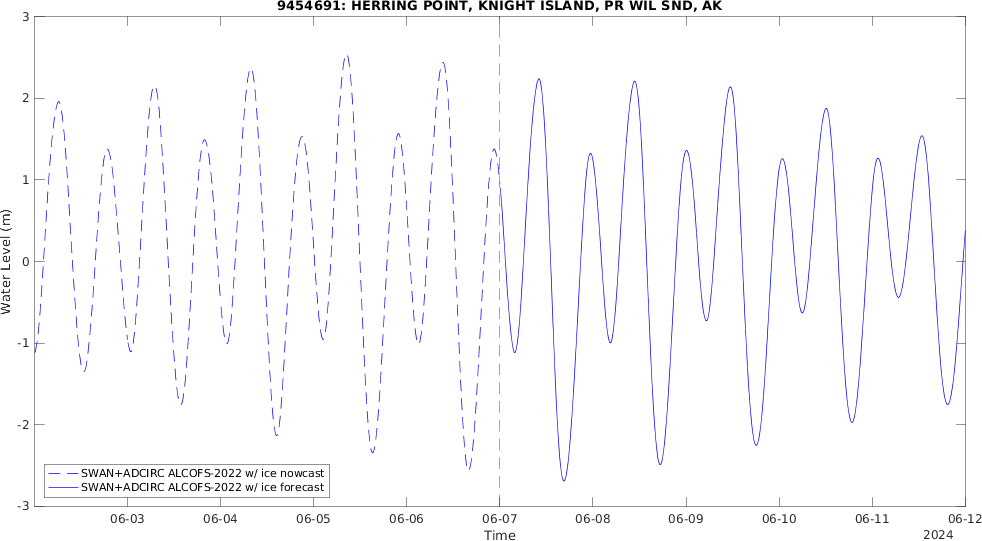 9454691: HERRING POINT, KNIGHT ISLAND, PR WIL SND, AK
3
2
1
0
-1
-2
-3
Water Level (m)
SWAN+ADCIRC ALCOFS-2022 w/ ice nowcast
SWAN+ADCIRC ALCOFS-2022 w/ ice forecast
06-03 06-04 06-05 06-06 06-07 06-08 06-09 06-10 06-11 06-12
Time
2024